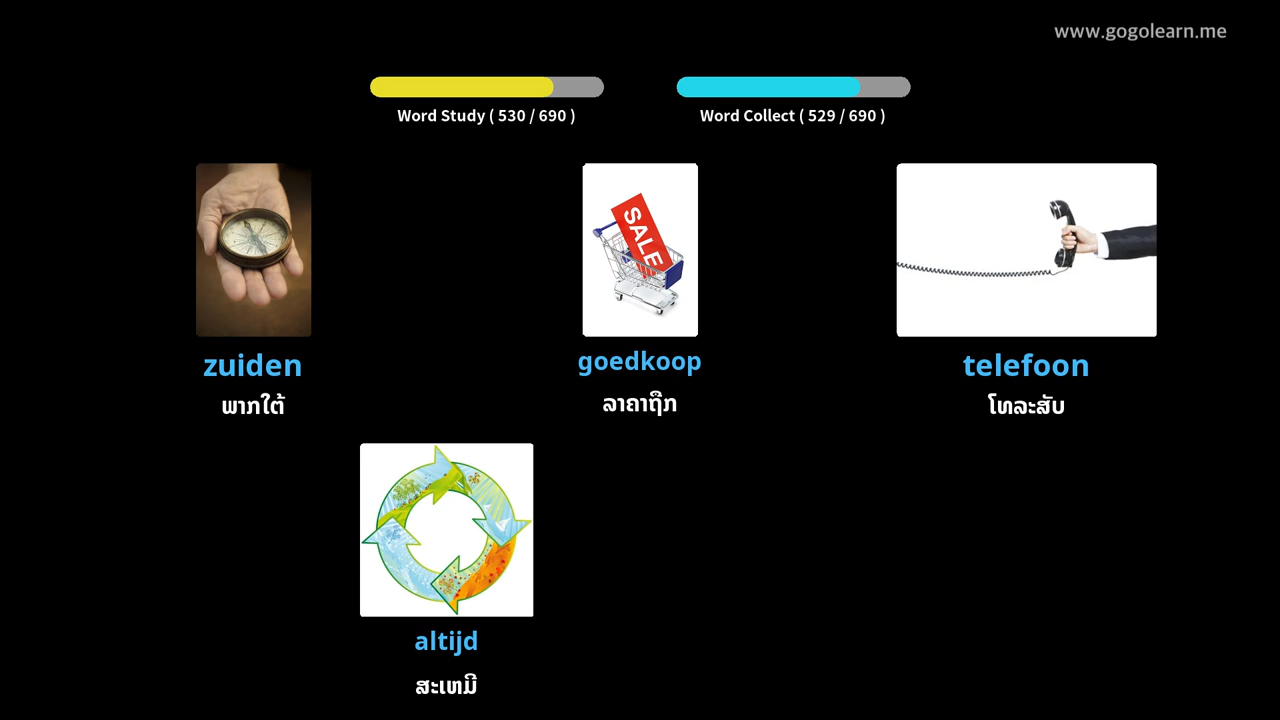 www.gogolearn.me
Word Study ( 530 / 690 )
Word Collect ( 529 / 690 )
SALE
zuiden
goedkoop
telefoon
ພາກໃຕ້
ລາຄາຖືກ
ໂທລະສັບ
altijd
ສະເຫມີ